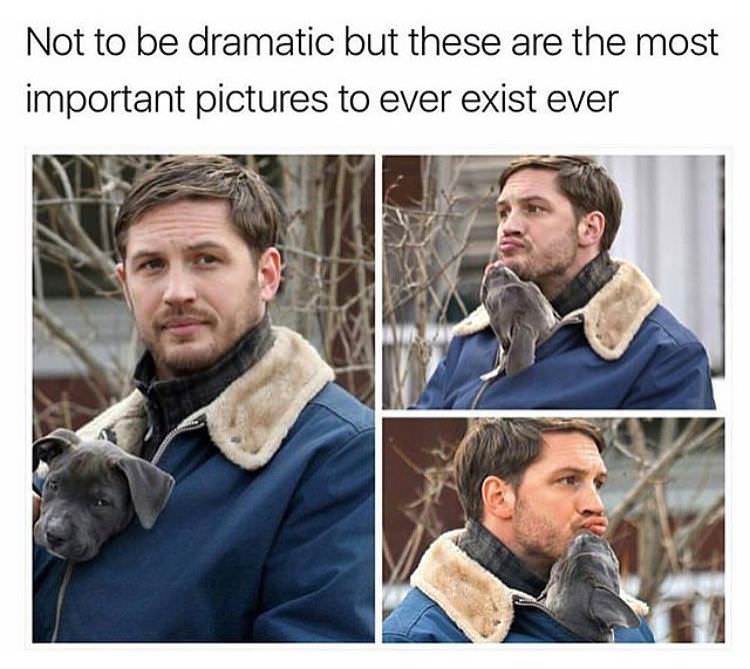 Not to be dramatic but these are the most
important pictures to ever exist ever